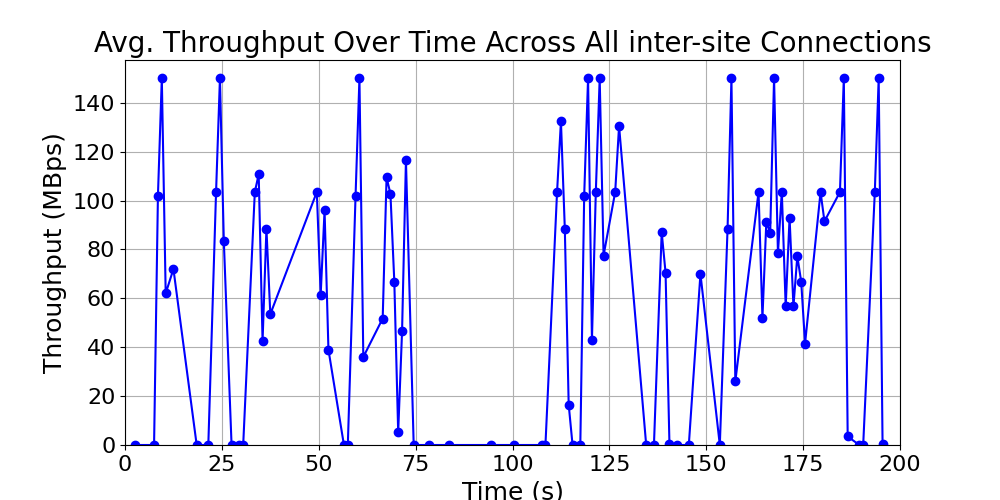 Avg. Throughput Over Time Across All inter-site Connections
Throughput (MBps)
140
120
100
80
60
40
20
0
0 25 50 75 100 125 150 175 200
Time (s)